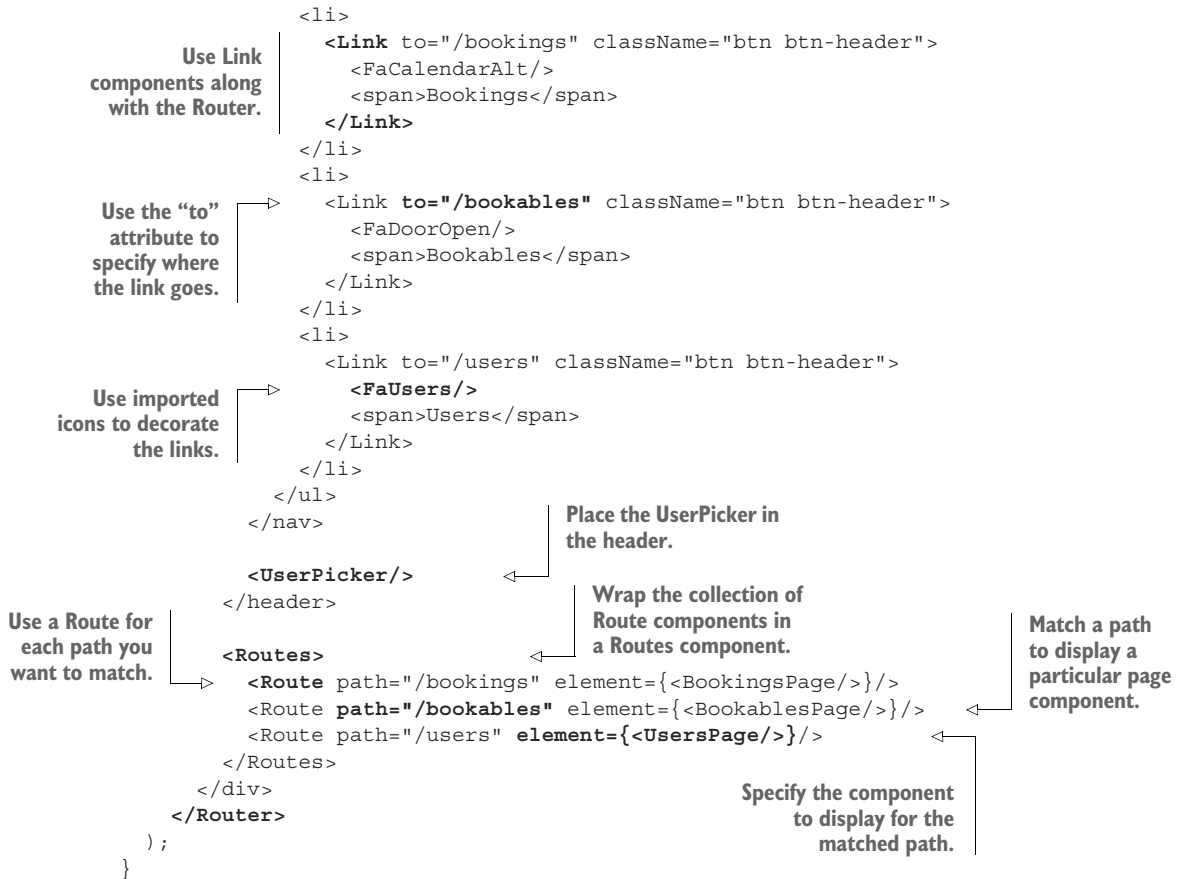 <li>
<Link to="/bookings" className="btn btn-header">
<FaCalendarAlt/>
<span>Bookings</span>
</Link>
</li>
Use Link
components along
with the Router.
<li>
<Link to="/bookables" className="btn btn-header">
<FaDoorOpen/>
<span>Bookables</span>
</Link>
</li>
Use the “to”
attribute to
specify where
the link goes.
<li>
<Link to="/users" className="btn btn-header">
<FaUsers/>
<span>Users</span>
</Link>
</li>
Use imported
icons to decorate
the links.
</ul>
</nav>
Place the UserPicker in
the header.
<UserPicker/>
</header>
Wrap the collection of
Route components in
a Routes component.
Use a Route for
each path you
want to match.
Match a path
to display a
particular page
component.
<Routes>
<Route path="/bookings" element={<BookingsPage/>}/>
<Route path="/bookables" element={<BookablesPage/>}/>
<Route path="/users" element={<UsersPage/>}/>
</Routes>
</div>
Specify the component
to display for the
matched path.
</Router>
);
}